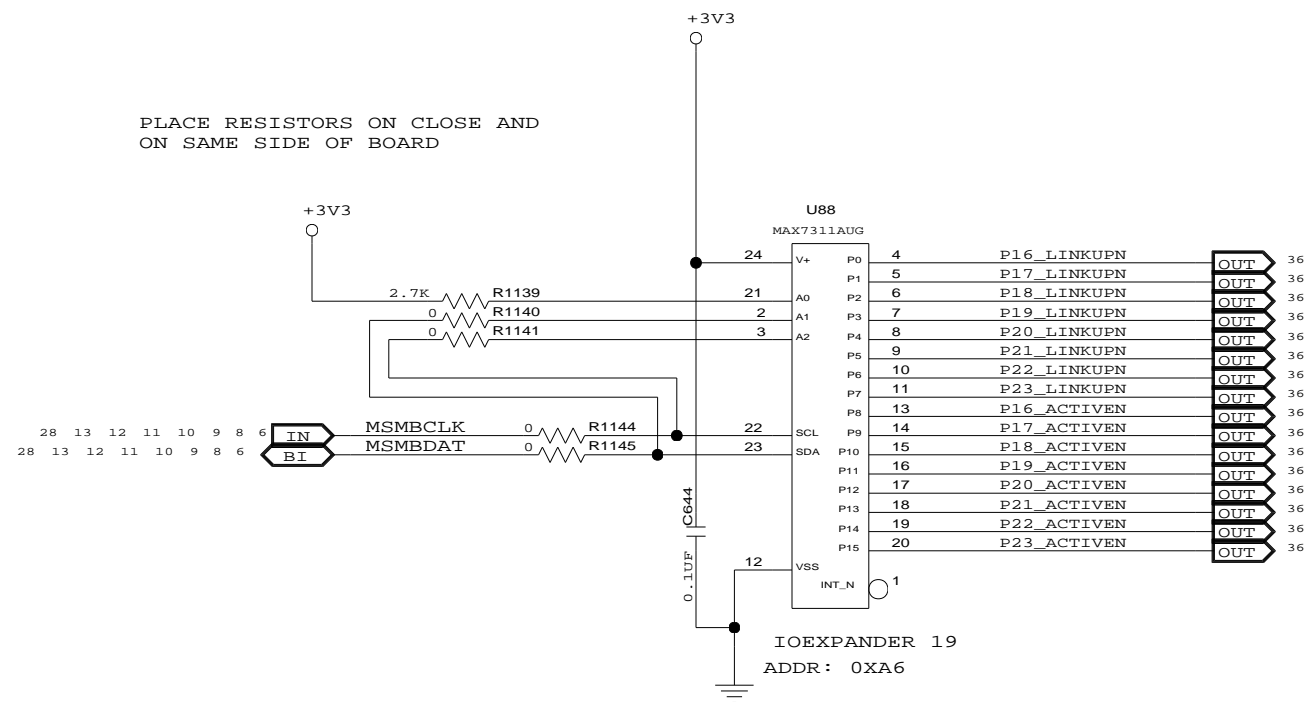 +3V3
PLACE RESISTORS ON CLOSE AND
ON SAME SIDE OF BOARD
+3V3
U88
MAX7311AUG
24 V+ P0 4 P16_LINKUPN OUT 36
P1 5 P17_LINKUPN OUT 36
2.7K R1139 21 A0 P2 6 P18_LINKUPN OUT 36
0 R1140 2 A1 P3 7 P19_LINKUPN OUT 36
0 R1141 3 A2 P4 8 P20_LINKUPN OUT 36
P5 9 P21_LINKUPN OUT 36
P6 10 P22_LINKUPN OUT 36
P7 11 P23_LINKUPN OUT 36
P8 13 P16_ACTIVEN OUT 36
28 13 12 11 10 9 8 6 IN MSMBCLK 0 R1144 22 SCL P9 14 P17_ACTIVEN OUT 36
28 13 12 11 10 9 8 6 BI MSMBDAT 0 R1145 23 SDA P10 15 P18_ACTIVEN OUT 36
P11 16 P19_ACTIVEN OUT 36
P12 17 P20_ACTIVEN OUT 36
C644 P13 18 P21_ACTIVEN OUT 36
P14 19 P22_ACTIVEN OUT 36
P15 20 P23_ACTIVEN OUT 36
0.1UF 12 VSS
INT_N 1
IOEXPANDER 19
ADDR: 0XA6